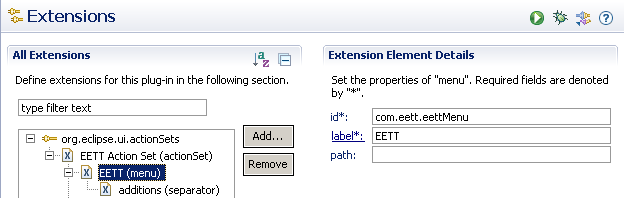 Extensions
All Extensions
Define extensions for this plug-in in the following section.
type filter text
org.eclipse.ui.actionSets
EETT Action Set (actionSet)
EETT (menu)
additions (separator)
Add...
Remove
Extension Element Details
Set the properties of "menu". Required fields are denoted
by "*".
id*: com.eett.eettMenu
label*: EETT
path: